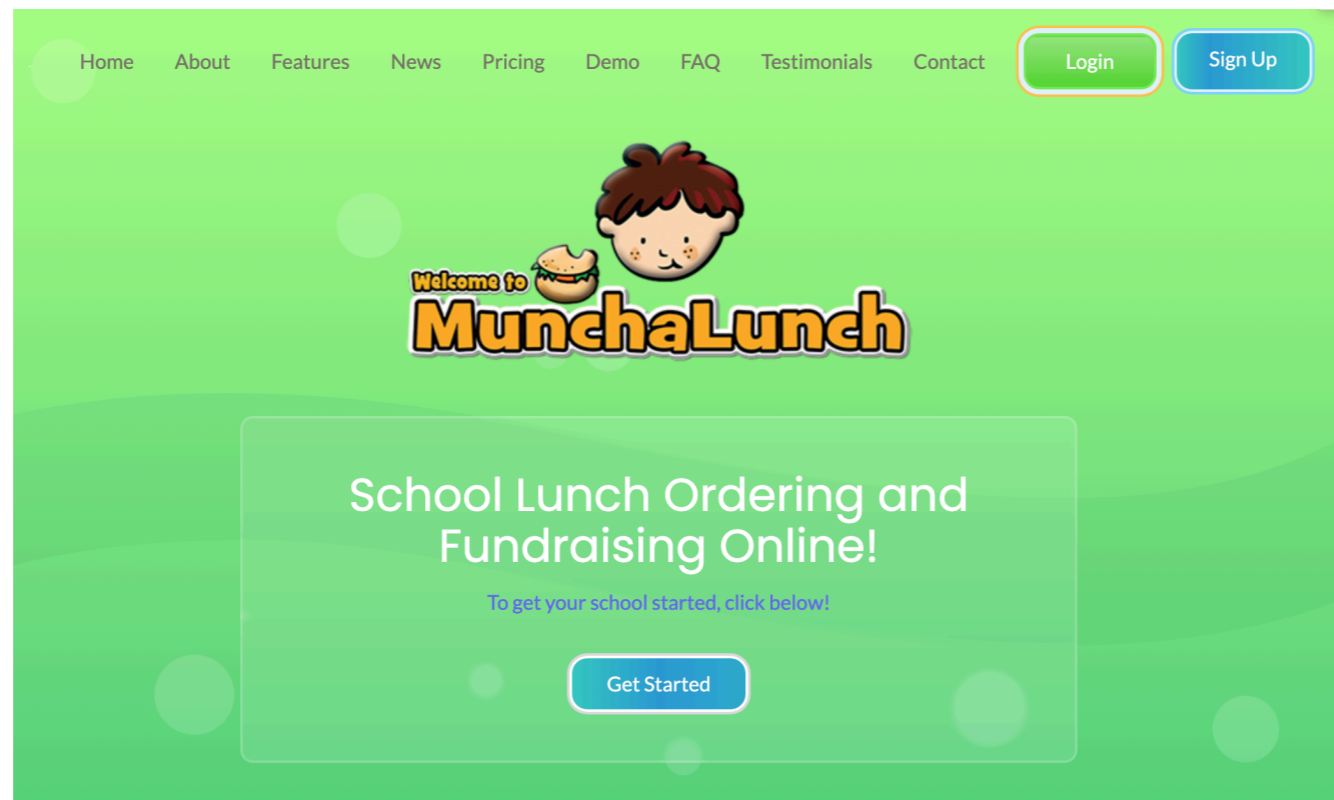 Home About Features News Pricing Demo FAQ Testimonials Contact Login Sign Up
Welcome to
MunchaLunch
School Lunch Ordering and
Fundraising Online!
To get your school started, click below!
Get Started